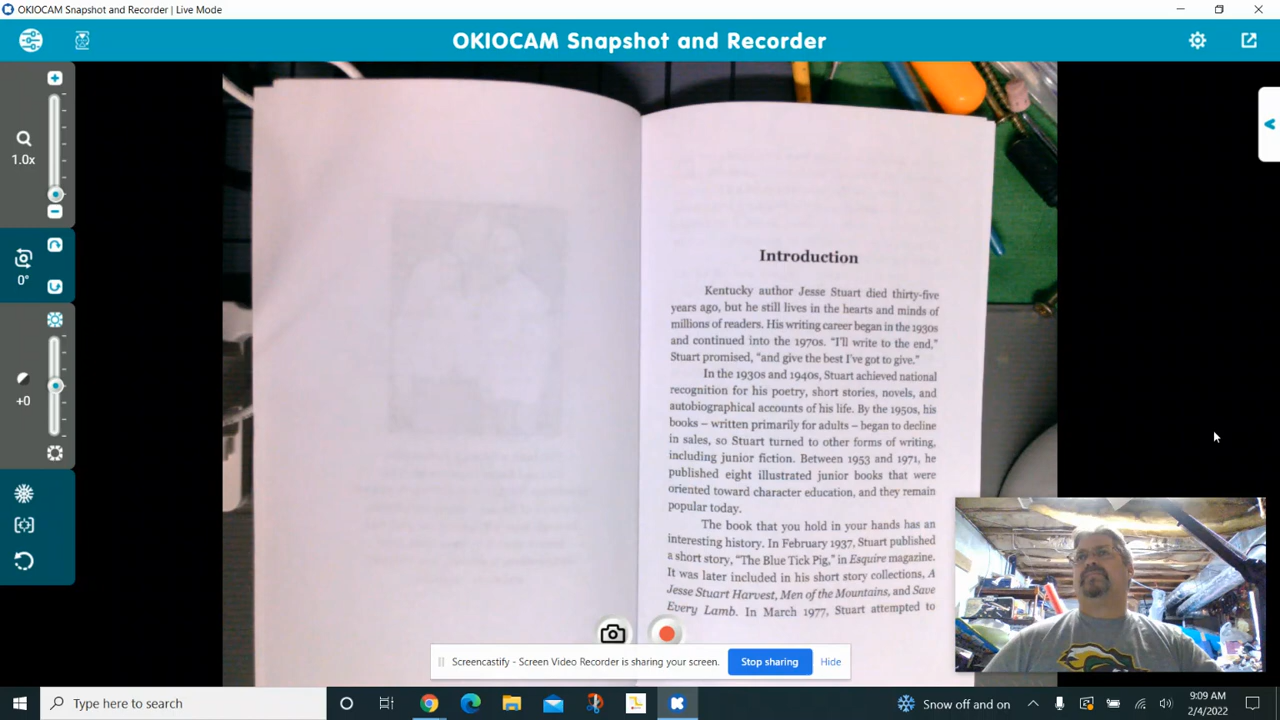 OKIOCAM Snapshot and Recorder | Live Mode
OKIOCAM Snapshot and Recorder
1.0x
0°
+0
Introduction
Kentucky author Jesse Stuart died thirty-five
years ago, but he still lives in the hearts and minds of
millions of readers. His writing career began in the 1930s
and continued into the 1970s. “I’ll write to the end,”
Stuart promised, “and give the best I’ve got to give.”
In the 1930s and 1940s, Stuart achieved national
recognition for his poetry, short stories, novels, and
autobiographical accounts of his life. By the 1950s, his
books – written primarily for adults – began to decline
in sales, so Stuart turned to other forms of writing,
including junior fiction. Between 1953 and 1971, he
published eight illustrated junior books that were
oriented toward character education, and they remain
popular today.
The book that you hold in your hands has an
interesting history. In February 1937, Stuart published
a short story, “The Blue Tick Pig,” in Esquire magazine.
It was later included in his short story collections, A
Jesse Stuart Harvest, Men of the Mountains, and Save
Every Lamb. In March 1977, Stuart attempted to
Screencastify - Screen Video Recorder is sharing your screen.
Stop sharing
Hide
Type here to search
Snow off and on
9:09 AM
2/4/2022